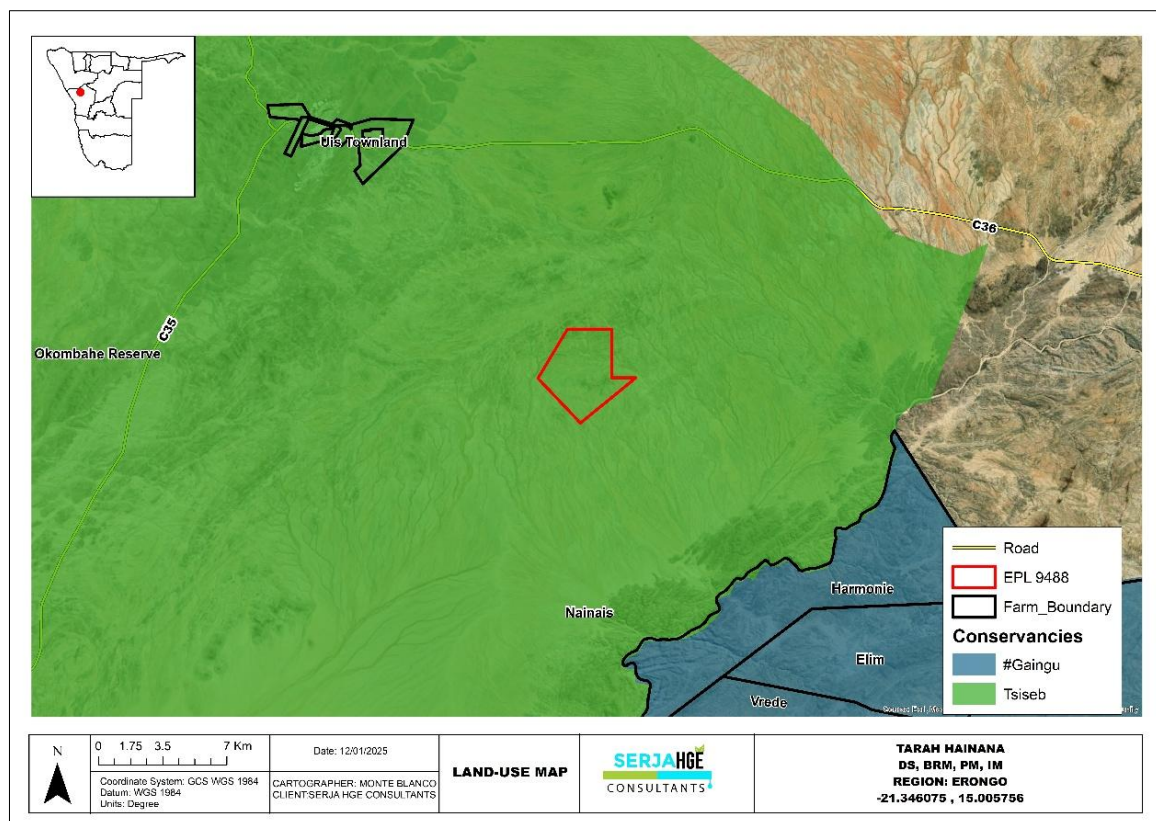 Uis Townland
C36
C35
Okombahe Reserve
Nainais
Harmonie
Elim
Vrede
Road
EPL 9488
Farm_Boundary
Conservancies
#Gaingu
Tsiseb
N
0 1.75 3.5 7 Km
Coordinate System: GCS WGS 1984
Datum: WGS 1984
Units: Degree
Date: 12/01/2025
CARTOGRAPHER: MONTE BLANCO
CLIENT:SERJA HGE CONSULTANTS
LAND-USE MAP
SERJAHGE
CONSULTANTS
TARAH HAINANA
DS, BRM, PM, IM
REGION: ERONGO
-21.346075 , 15.005756